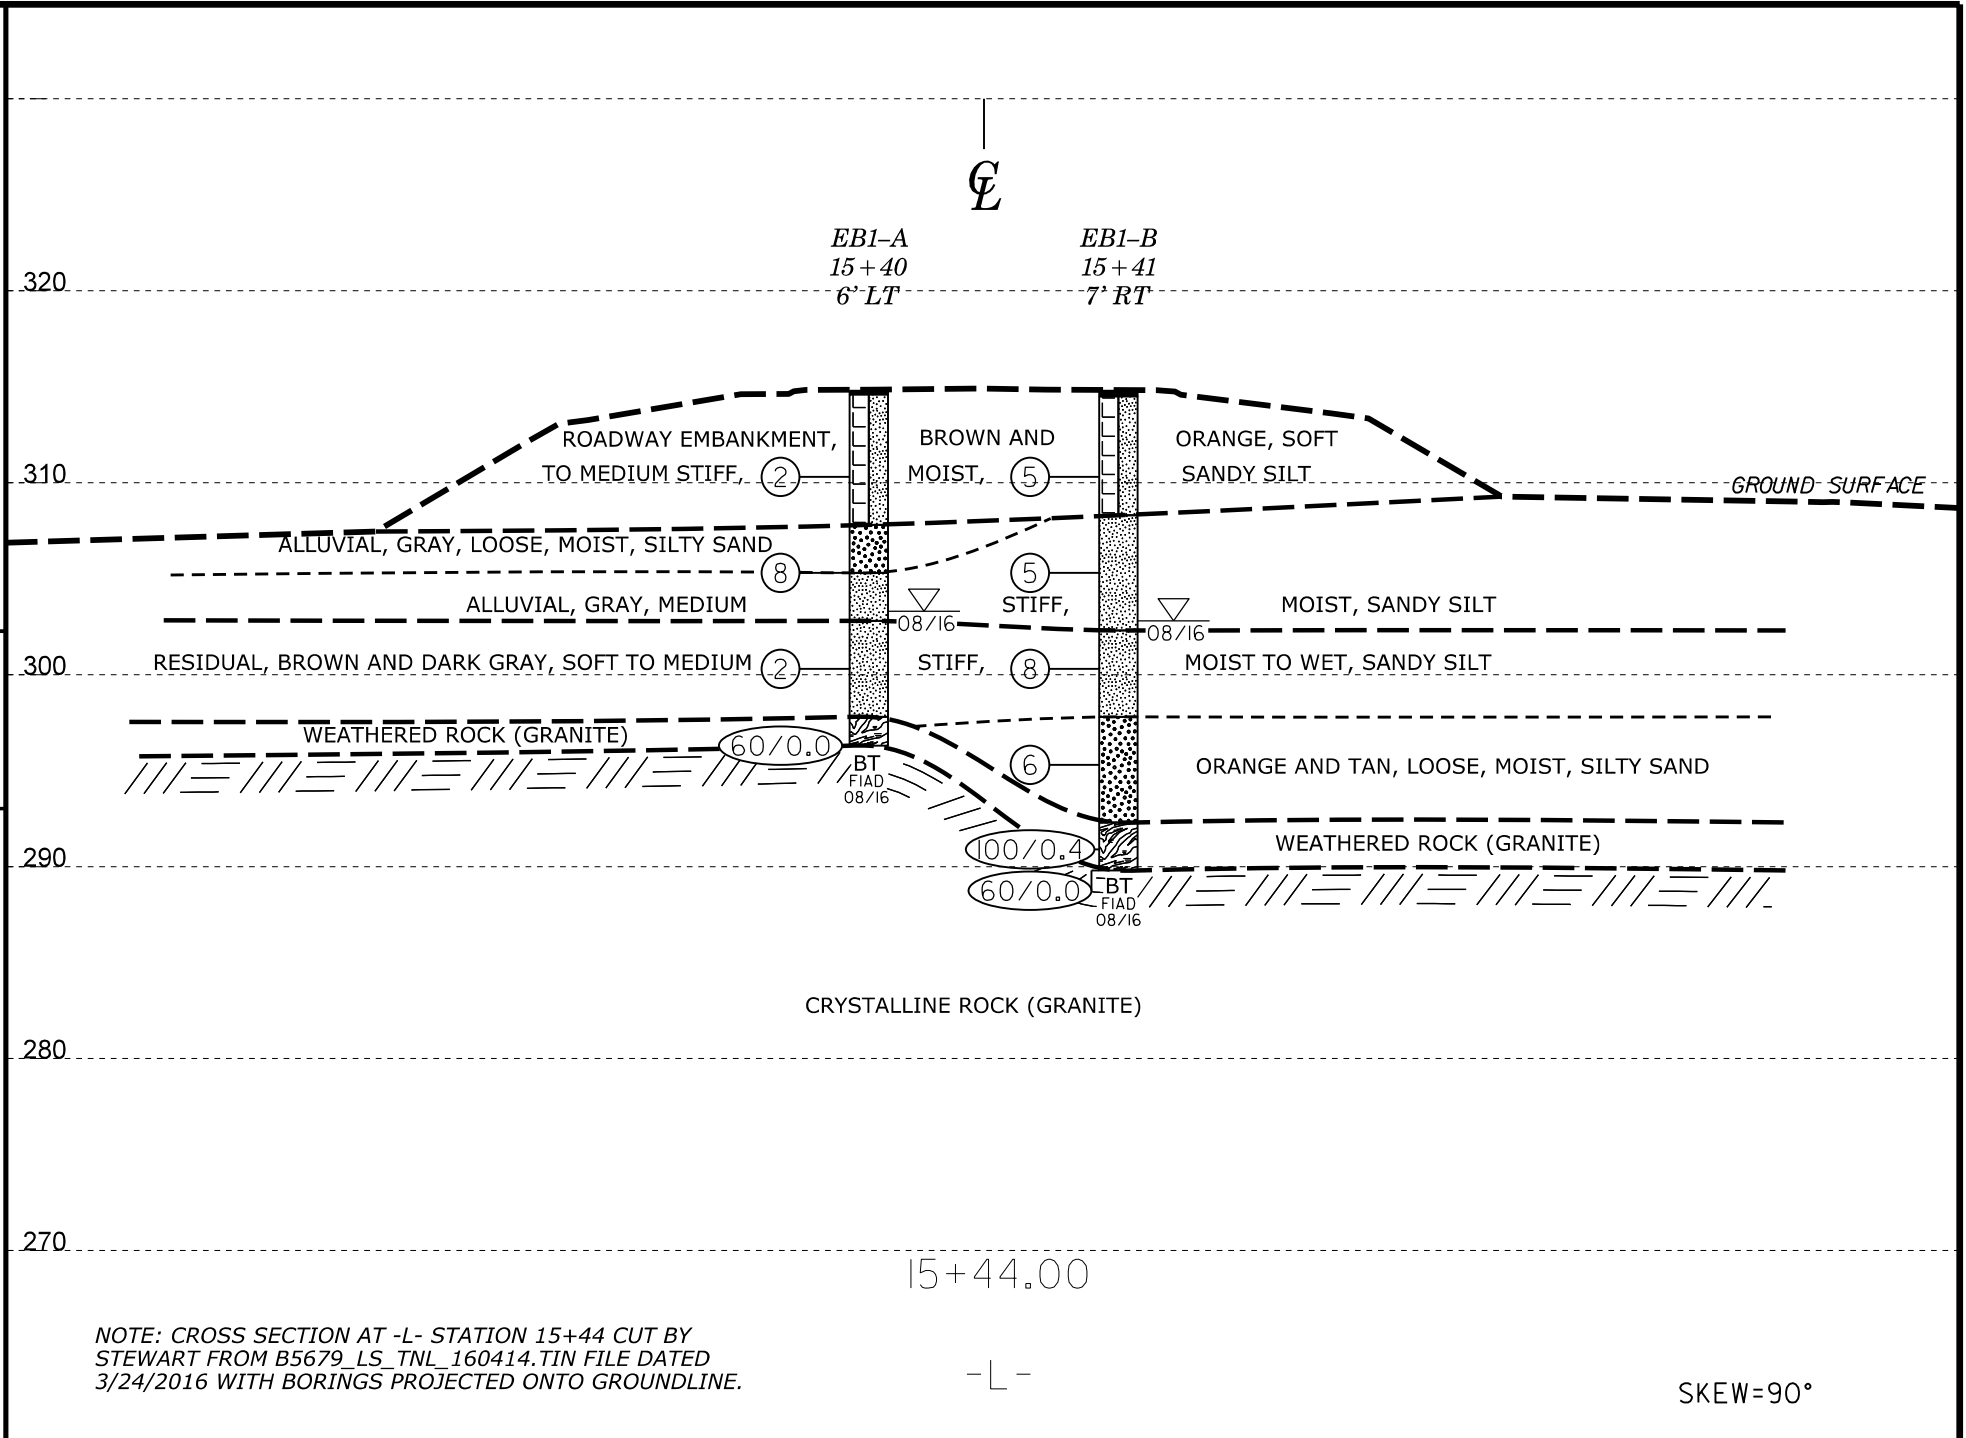 ℄
EB1–A
15+40
6' LT
EB1–B
15+41
7' RT
320
ROADWAY EMBANKMENT, BROWN AND ORANGE, SOFT
TO MEDIUM STIFF, 2 MOIST, 5 SANDY SILT
310
GROUND SURFACE
ALLUVIAL, GRAY, LOOSE, MOIST, SILTY SAND
8 5
ALLUVIAL, GRAY, MEDIUM STIFF, MOIST, SANDY SILT
08/16 08/16
RESIDUAL, BROWN AND DARK GRAY, SOFT TO MEDIUM 2 STIFF, 8 MOIST TO WET, SANDY SILT
300
WEATHERED ROCK (GRANITE) 60/0.0
BT
FIAD
08/16
6 ORANGE AND TAN, LOOSE, MOIST, SILTY SAND
100/0.4 WEATHERED ROCK (GRANITE)
290
60/0.0 BT
FIAD
08/16
CRYSTALLINE ROCK (GRANITE)
280
270
15+44.00
NOTE: CROSS SECTION AT -L- STATION 15+44 CUT BY
STEWART FROM B5679_LS_TNL_160414.TIN FILE DATED
3/24/2016 WITH BORINGS PROJECTED ONTO GROUNDLINE.
-L-
SKEW=90°